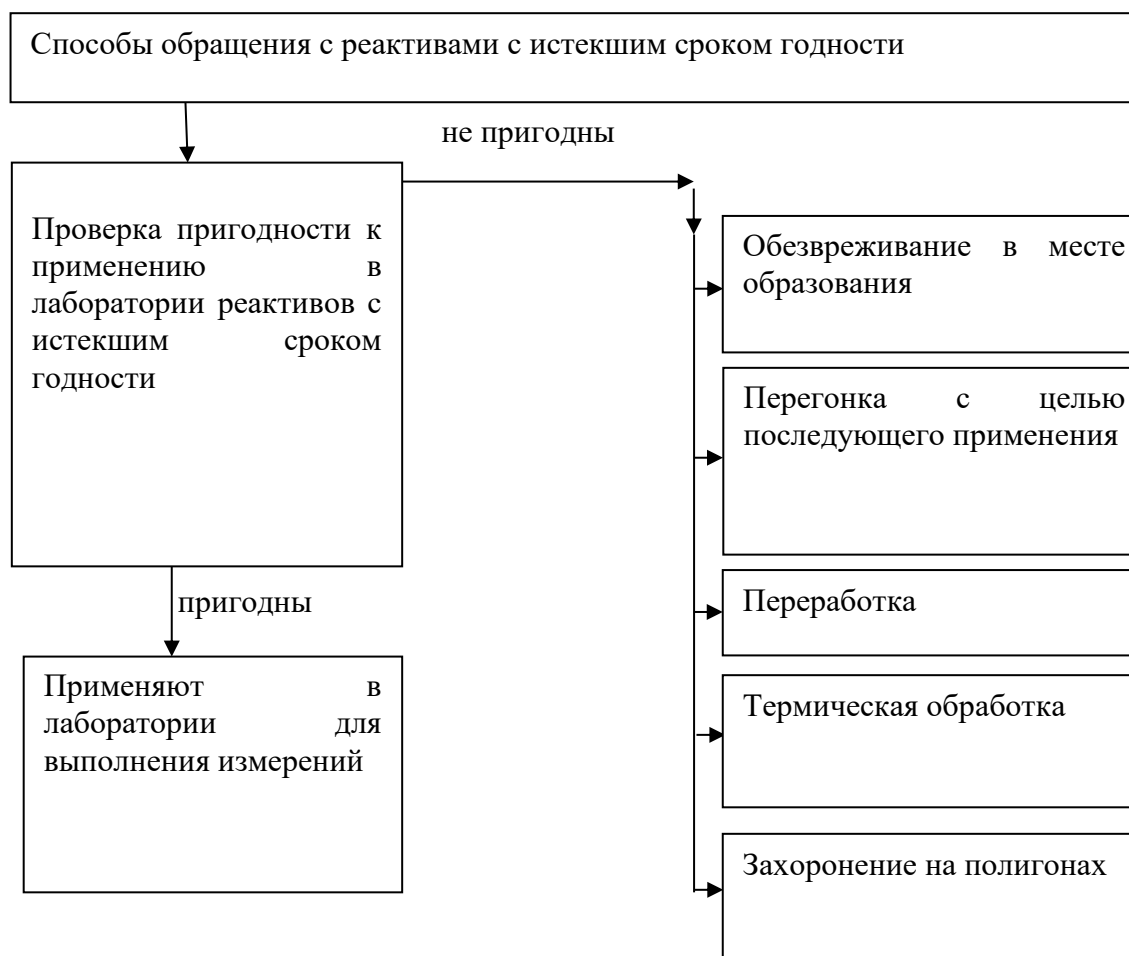 Способы обращения с реактивами с истекшим сроком годности
не пригодны
Проверка пригодности к
применению в
лаборатории реактивов с
истекшим сроком
годности
Обезвреживание в месте
образования
Перегонка с целью
последующего применения
Переработка
пригодны
Применяют в
лаборатории для
выполнения измерений
Термическая обработка
Захоронение на полигонах